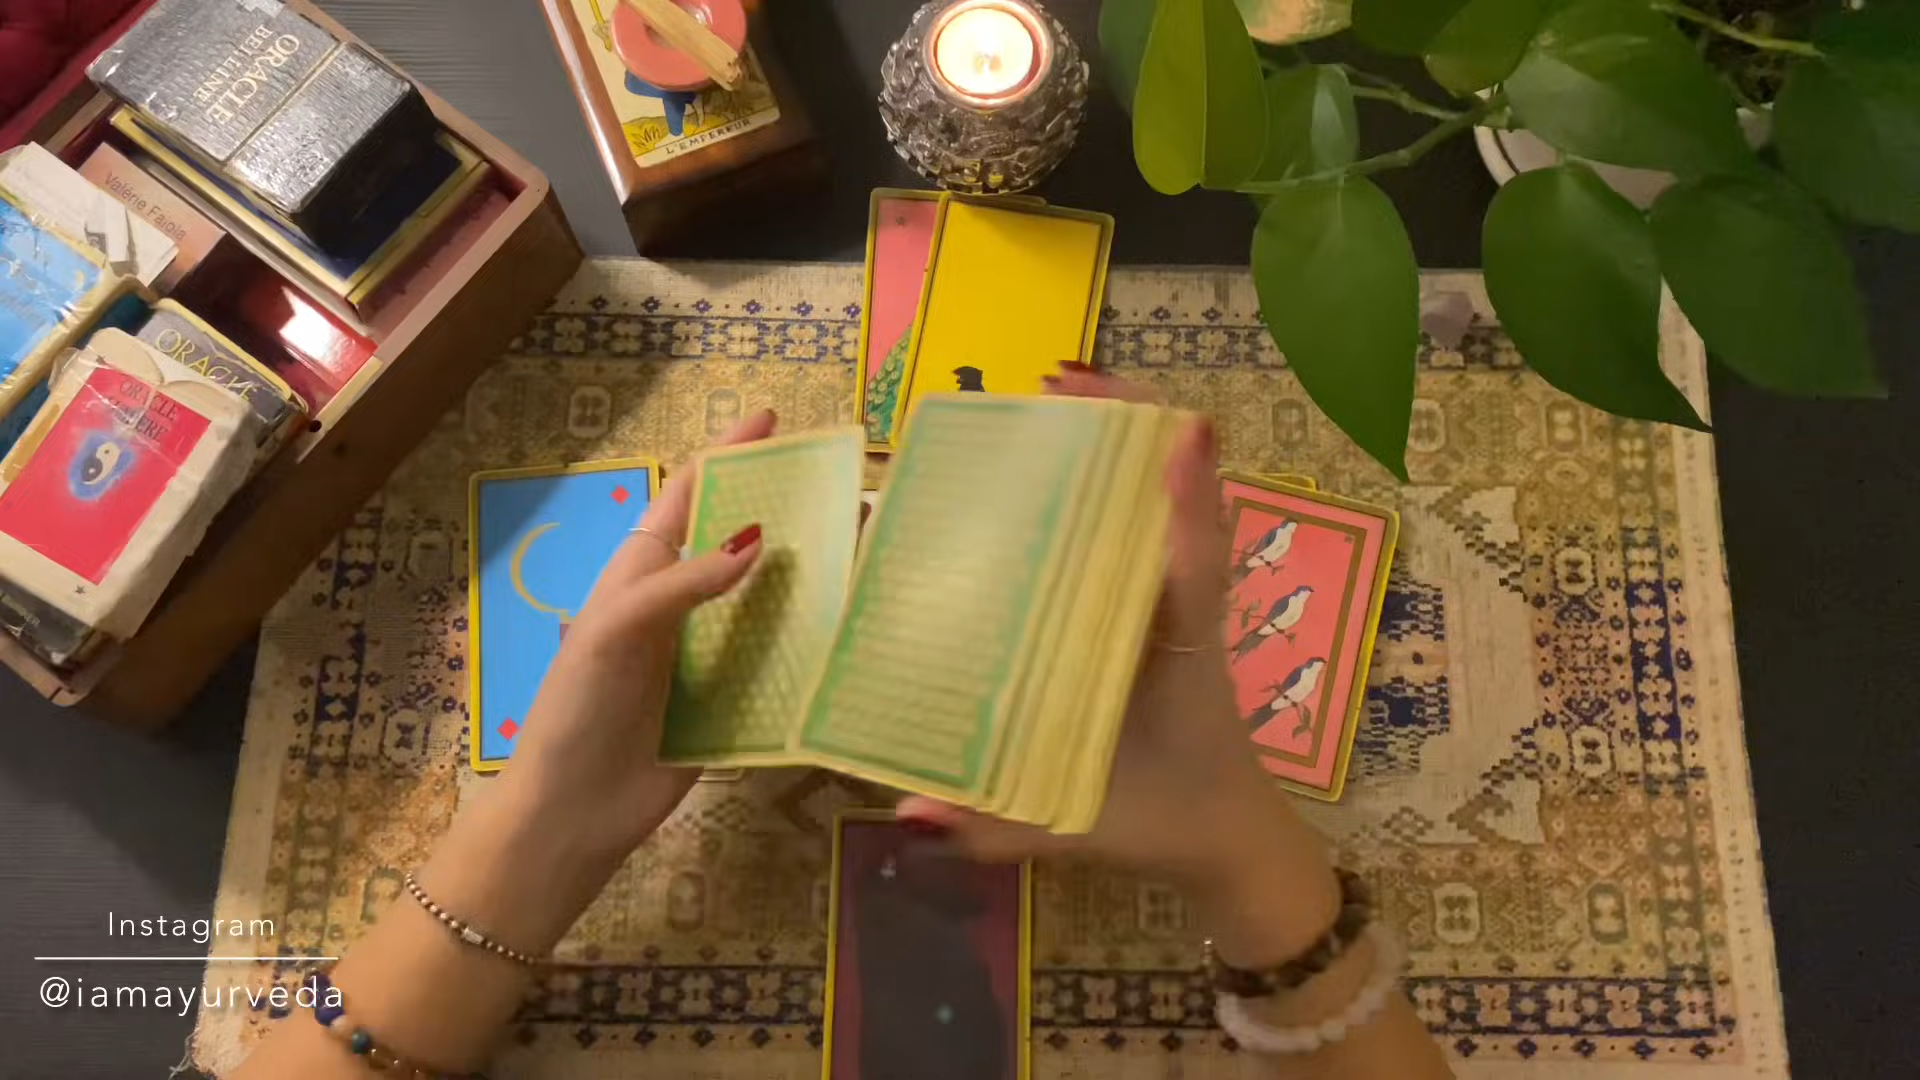 ORACLE
BELLINE
L'EMPEREUR
Valérie Faiola
ORACLE
ORACLE
Instagram
@iamayurveda